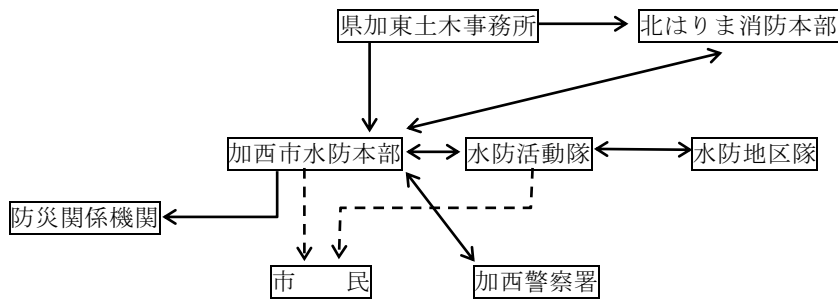 県加東土木事務所
北はりま消防本部
加西市水防本部
水防活動隊
水防地区隊
防災関係機関
市　　民
加西警察署